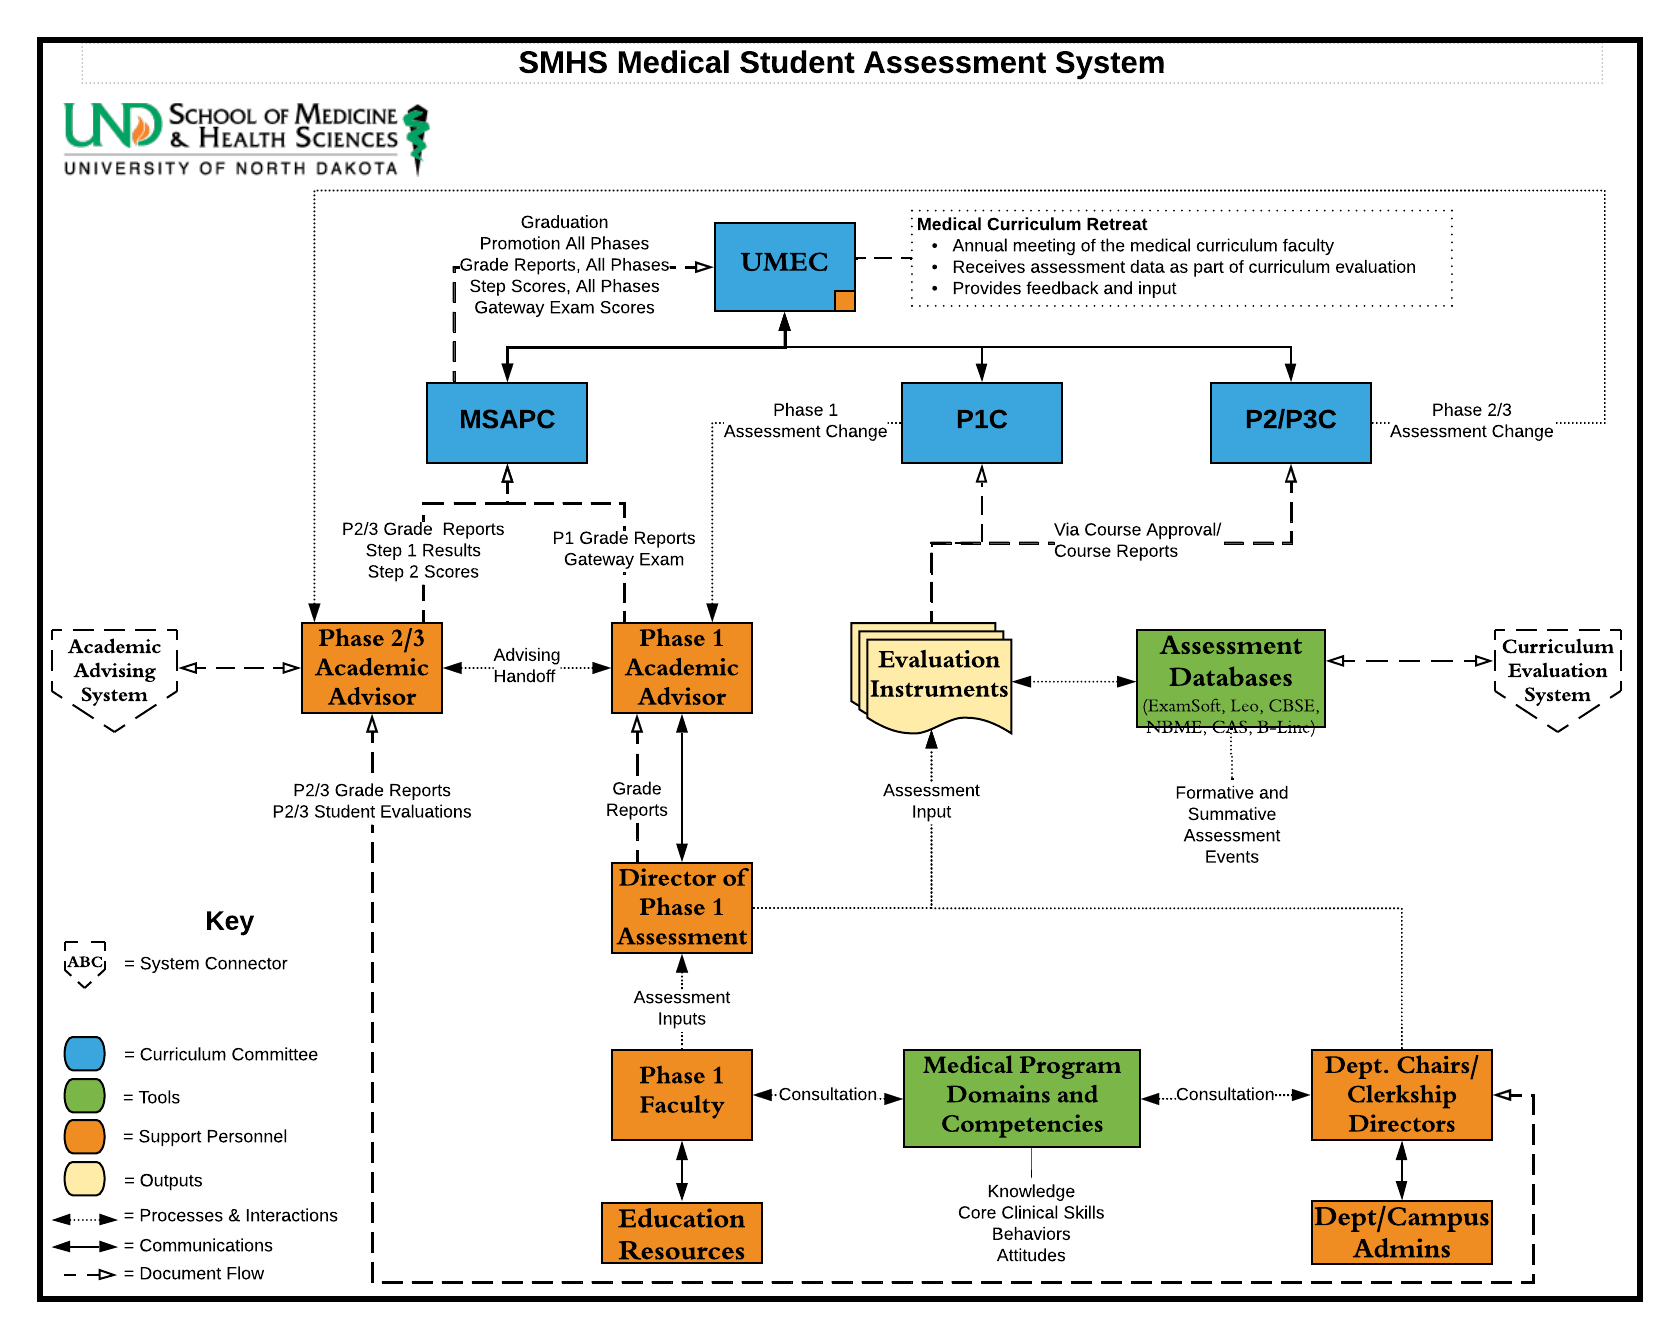 SMHS Medical Student Assessment System
UND
SCHOOL OF MEDICINE
& HEALTH SCIENCES
UNIVERSITY OF NORTH DAKOTA
Graduation
Promotion All Phases
Grade Reports, All Phases
Step Scores, All Phases
Gateway Exam Scores
UMEC
Medical Curriculum Retreat
• Annual meeting of the medical curriculum faculty
• Receives assessment data as part of curriculum evaluation
• Provides feedback and input
MSAPC
Phase 1
Assessment Change
P1C
P2/P3C
Phase 2/3
Assessment Change
P2/3 Grade Reports
Step 1 Results
Step 2 Scores
P1 Grade Reports
Gateway Exam
Via Course Approval/
Course Reports
Academic
Advising
System
Phase 2/3
Academic
Advisor
Advising
Handoff
Phase 1
Academic
Advisor
Evaluation
Instruments
Assessment
Databases
(ExamSoft, Leo, CBSE,
NBME, CAS, B-Line)
Curriculum
Evaluation
System
P2/3 Grade Reports
P2/3 Student Evaluations
Grade
Reports
Assessment
Input
Formative and
Summative
Assessment
Events
Director of
Phase 1
Assessment
Key
ABC
= System Connector
Assessment
Inputs
= Curriculum Committee
= Tools
= Support Personnel
= Outputs
= Processes & Interactions
= Communications
= Document Flow
Phase 1
Faculty
Consultation
Medical Program
Domains and
Competencies
Consultation
Dept. Chairs/
Clerkship
Directors
Education
Resources
Knowledge
Core Clinical Skills
Behaviors
Attitudes
Dept/Campus
Admins